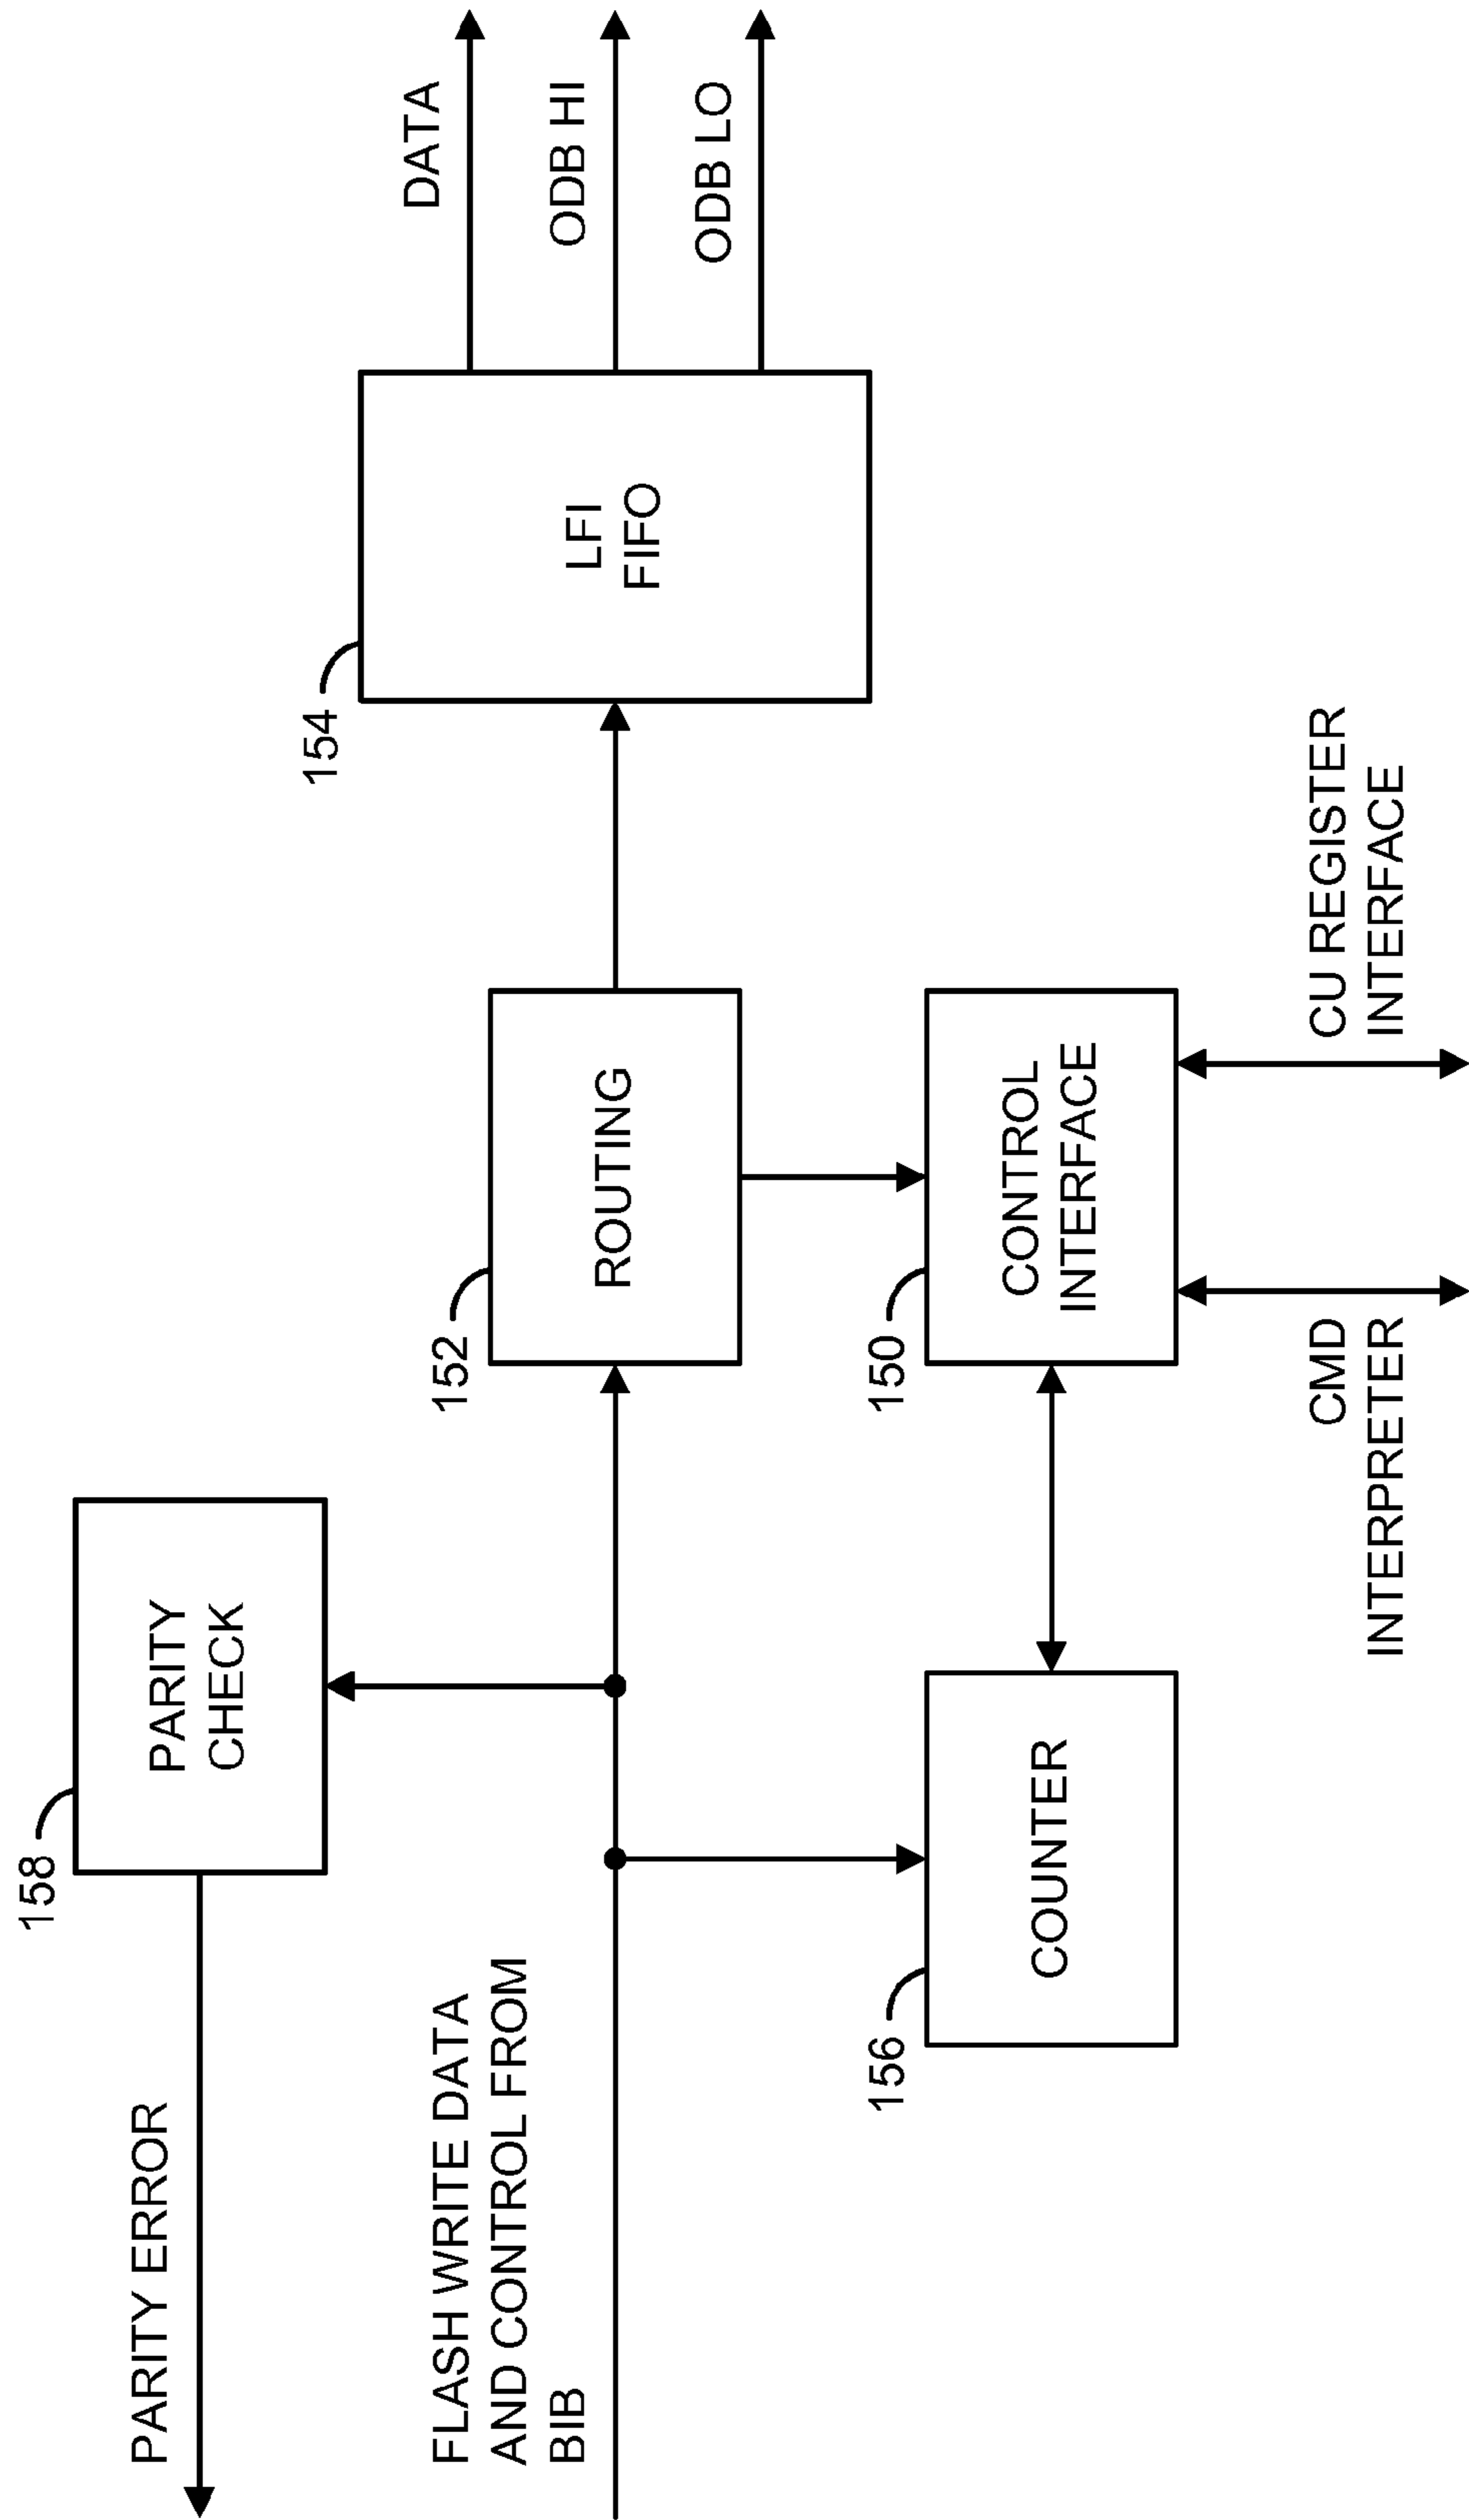 PARITY ERROR
158
PARITY
CHECK
FLASH WRITE DATA
AND CONTROL FROM
BIB
152
ROUTING
154
LFI
FIFO
DATA
ODB HI
ODB LO
156
COUNTER
150
CONTROL
INTERFACE
CMD
INTERPRETER
CU REGISTER
INTERFACE